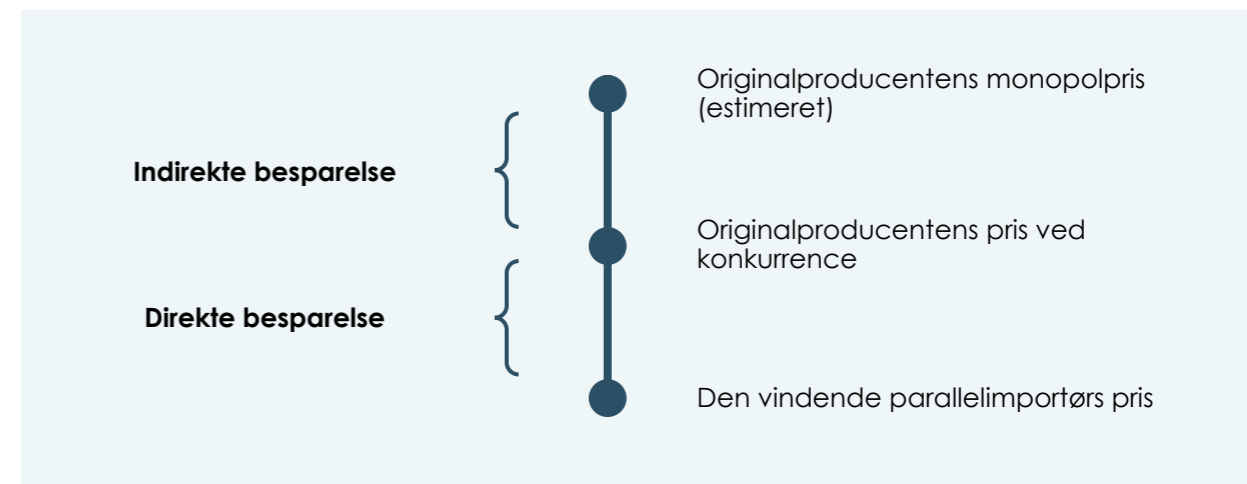 Originalproducentens monopolpris
(estimeret)
Indirekte besparelse
Originalproducentens pris ved
konkurrence
Direkte besparelse
Den vindende parallelimportørs pris